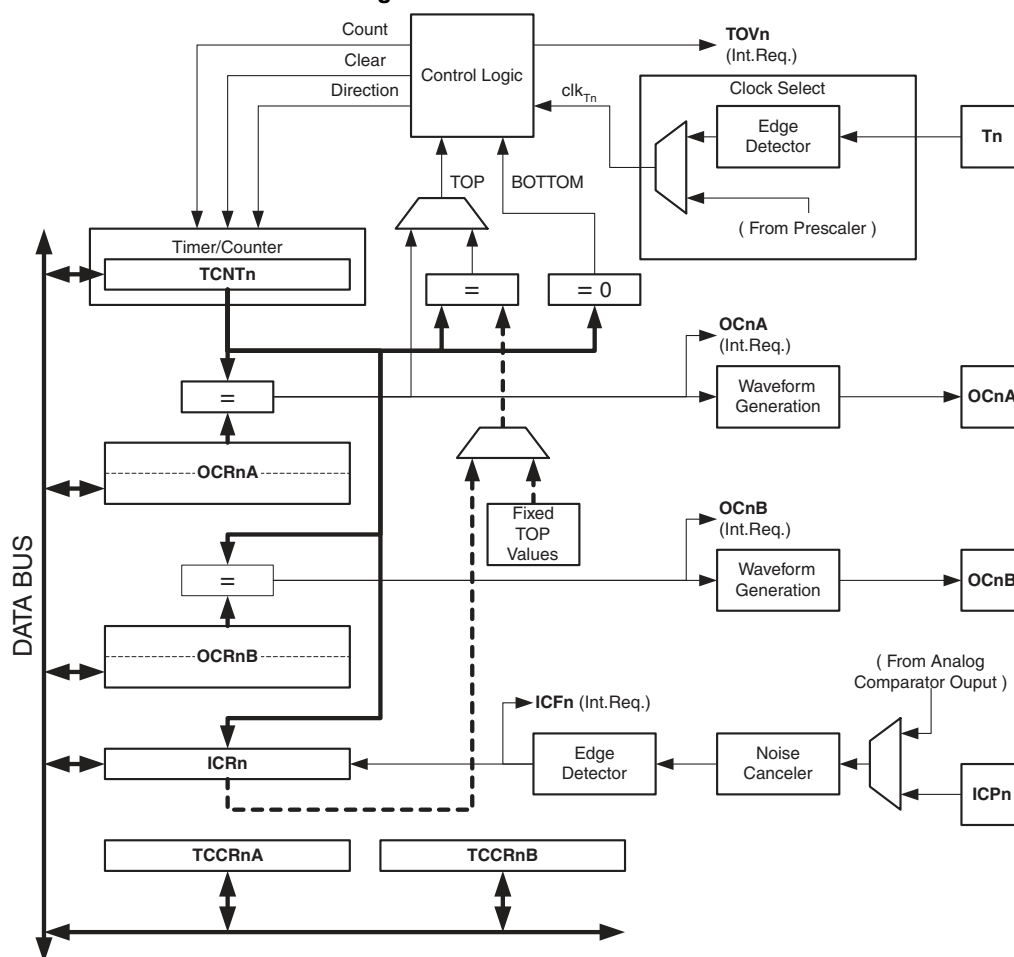 Count
TOVn
(Int.Req.)
Clear
Control Logic
Direction
clkTn
Clock Select
Edge
Detector
Tn
TOP
BOTTOM
( From Prescaler )
Timer/Counter
TCNTn
=
= 0
OCnA
(Int.Req.)
=
Waveform
Generation
OCnA
OCRnA
Fixed
TOP
Values
OCnB
(Int.Req.)
=
Waveform
Generation
OCnB
DATA BUS
OCRnB
( From Analog
Comparator Ouput )
ICFn (Int.Req.)
ICRn
Edge
Detector
Noise
Canceler
ICPn
TCCRnA
TCCRnB